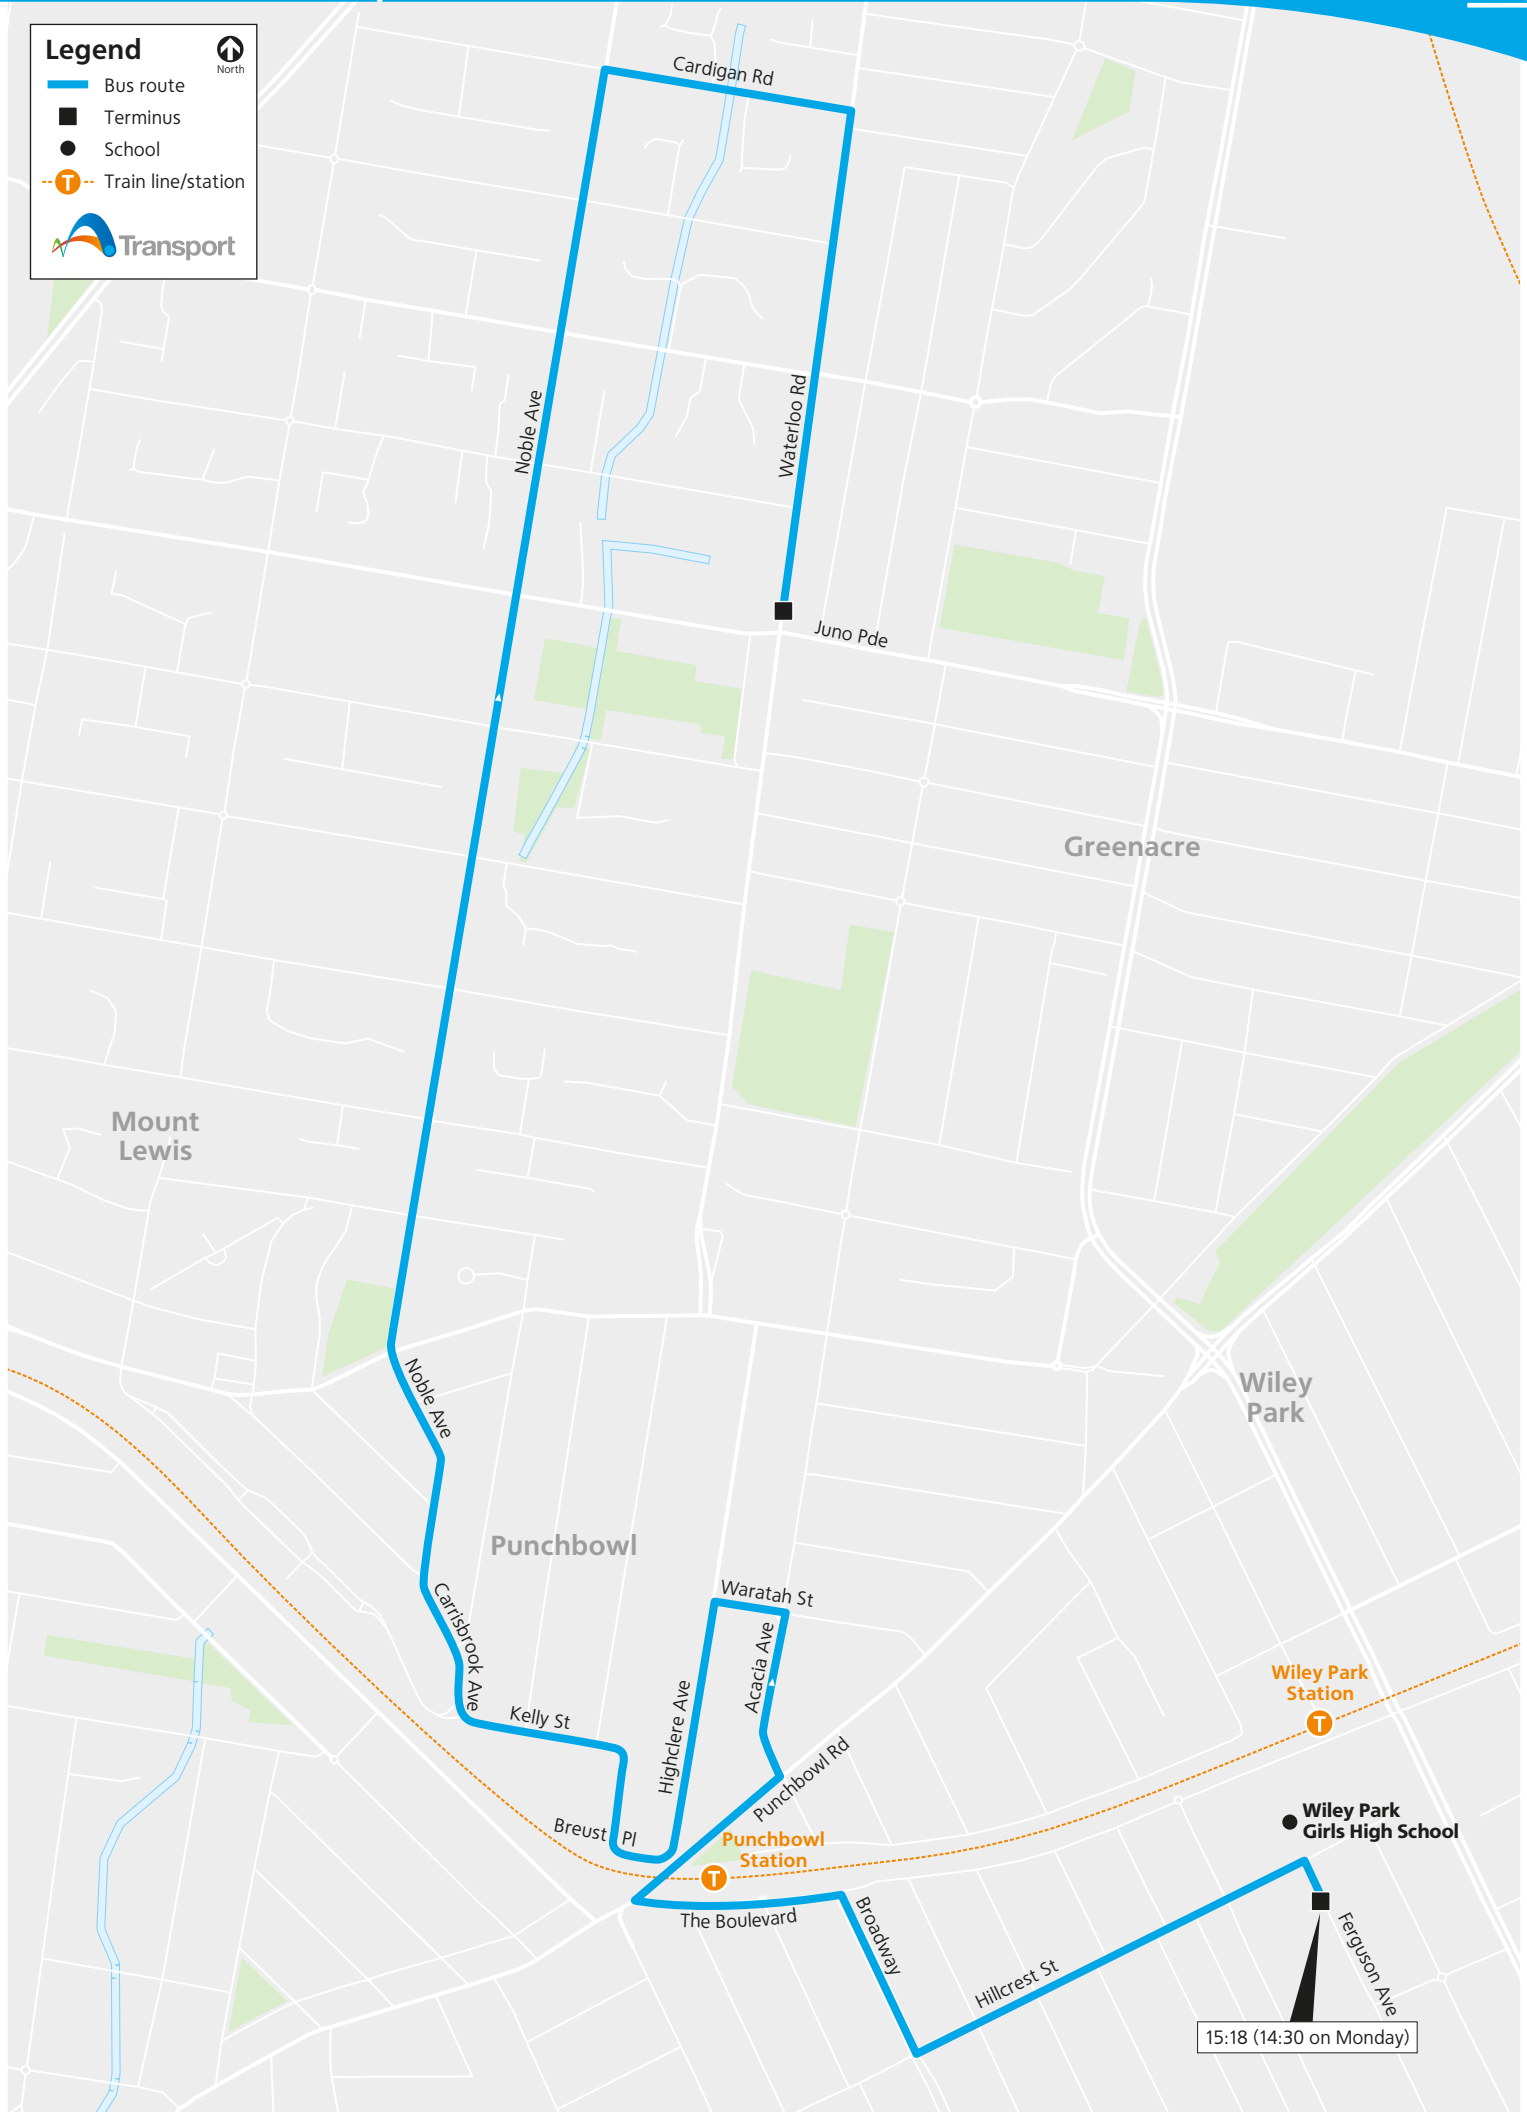 Legend
North
Bus route
Terminus
School
T
Train line/station
Transport
Cardigan Rd
Noble Ave
Waterloo Rd
Juno Pde
Greenacre
Mount
Lewis
Noble Ave
Wiley
Park
Punchbowl
Waratah St
Carrisbrook Ave
Acacia Ave
Highclere Ave
Kelly St
Wiley Park
Station
T
Punchbowl Rd
Breust Pl
Wiley Park
Girls High School
Punchbowl
Station
T
The Boulevard
Broadway
Hillcrest St
Ferguson Ave
15:18 (14:30 on Monday)